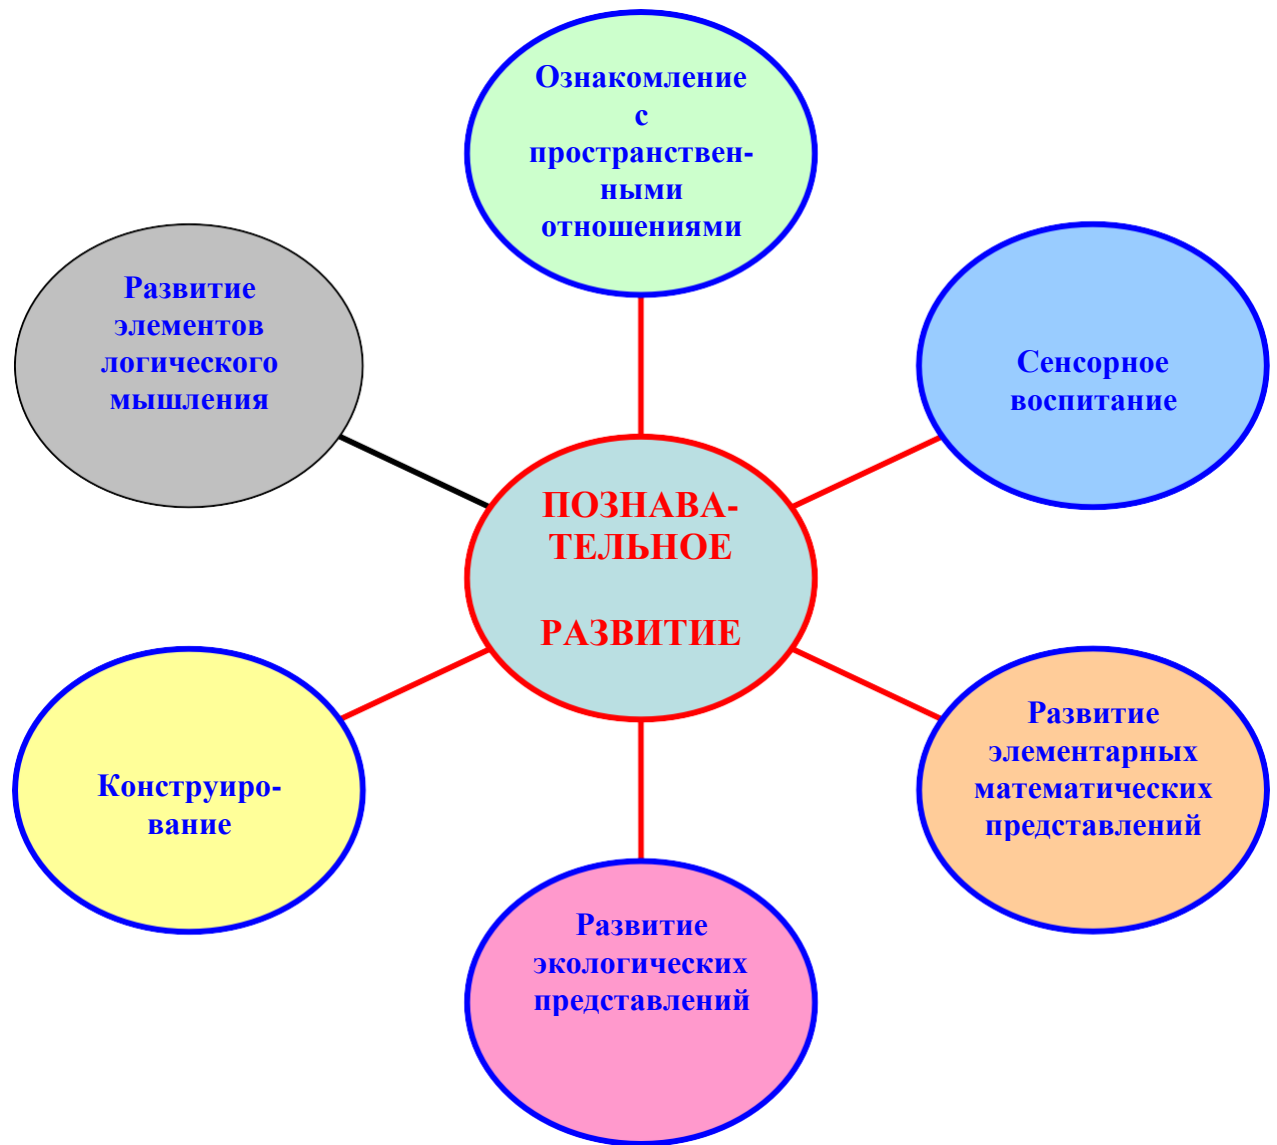 Ознакомление
с
пространствен-
ными
отношениями
Развитие
элементов
логического
мышления
Сенсорное
воспитание
ПОЗНАВА-
ТЕЛЬНОЕ
РАЗВИТИЕ
Конструиро-
вание
Развитие
элементарных
математических
представлений
Развитие
экологических
представлений